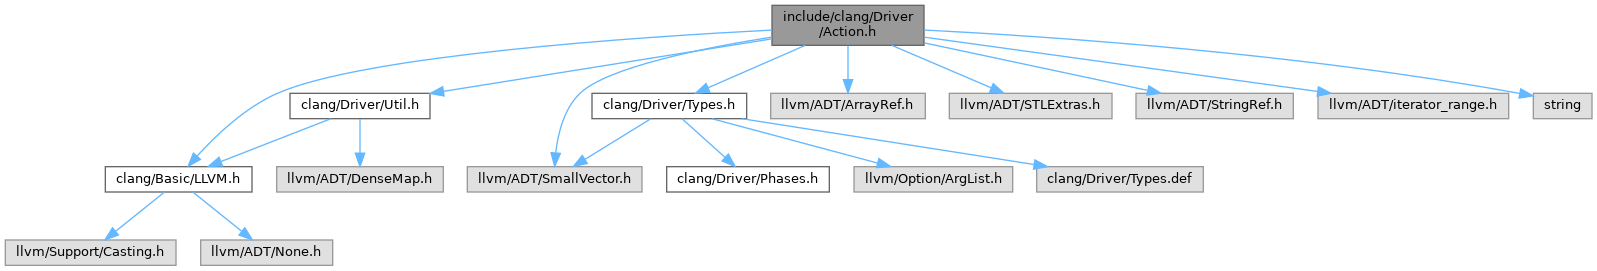 include/clang/Driver
/Action.h
clang/Driver/Util.h
clang/Driver/Types.h
llvm/ADT/ArrayRef.h
llvm/ADT/STLExtras.h
llvm/ADT/StringRef.h
llvm/ADT/iterator_range.h
string
clang/Basic/LLVM.h
llvm/ADT/DenseMap.h
llvm/ADT/SmallVector.h
clang/Driver/Phases.h
llvm/Option/ArgList.h
clang/Driver/Types.def
llvm/Support/Casting.h
llvm/ADT/None.h